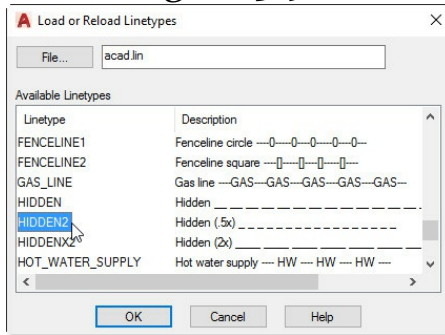 Load or Reload Linetypes
File... acad.lin
Available Linetypes
Linetype Description
FENCELINE1 Fenceline circle ----0-----0----0-----0----0---
FENCELINE2 Fenceline square ----[]-----[]----[]-----[]----
GAS_LINE Gas line ----GAS----GAS----GAS----GAS---
HIDDEN Hidden __ __ __ __ __ __ __ __ __ __ .
HIDDEN2 Hidden (.5x) _ _ _ _ _ _ _ _ _ _ _ _ _ _ _ _
HIDDENX2 Hidden (2x) ____ ____ ____ ____ ____ ____
HOT_WATER_SUPPLY Hot water supply ---- HW ---- HW ---- HW ----
OK Cancel Help